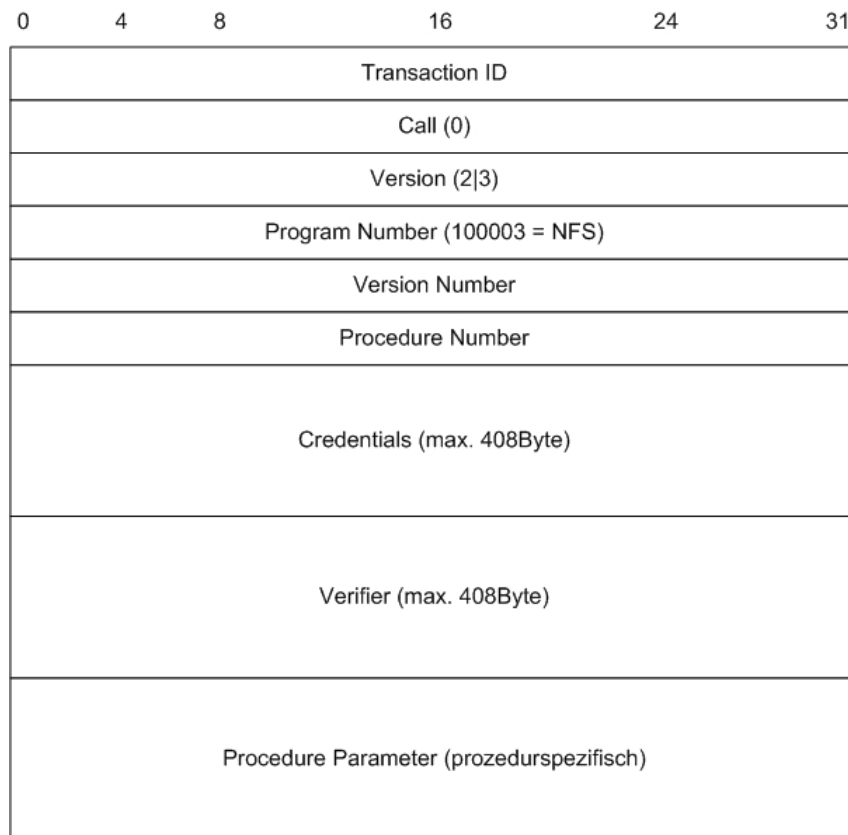 0 4 8 16 24 31
Transaction ID
Call (0)
Version (2|3)
Program Number (100003 = NFS)
Version Number
Procedure Number
Credentials (max. 408Byte)
Verifier (max. 408Byte)
Procedure Parameter (prozedurspezifisch)